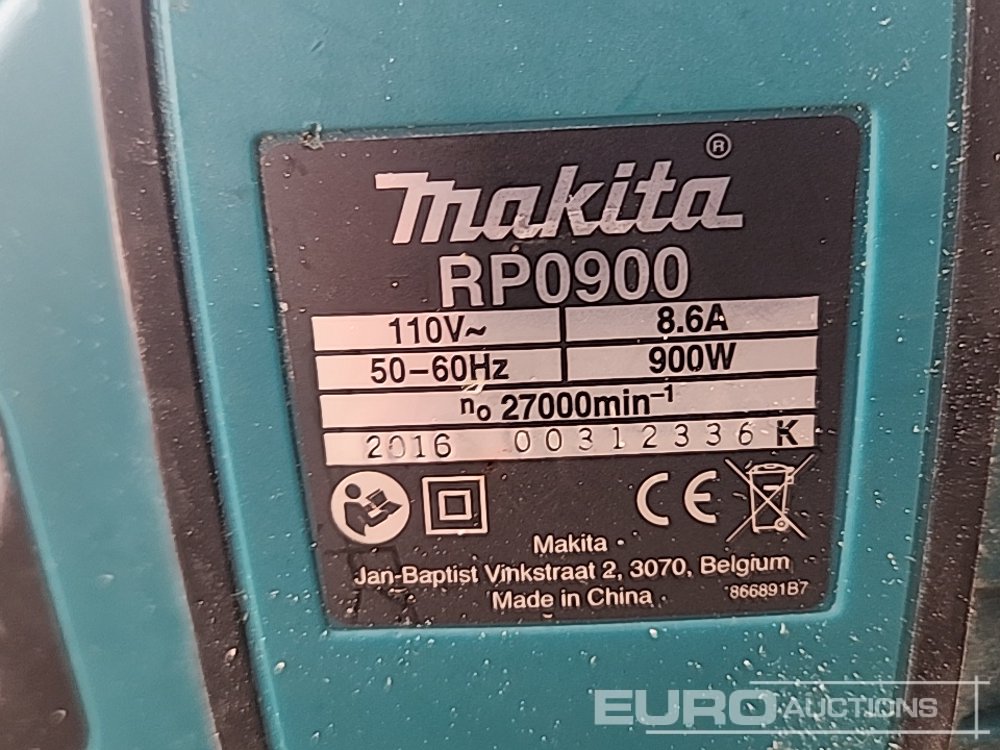 makita®
RP0900
110V~ 8.6A
50-60Hz 900W
n₀ 27000min⁻¹
2016 00312336 K
CE
Makita
Jan-Baptist Vinkstraat 2, 3070, Belgium
Made in China
866891B7
EURO AUCTIONS